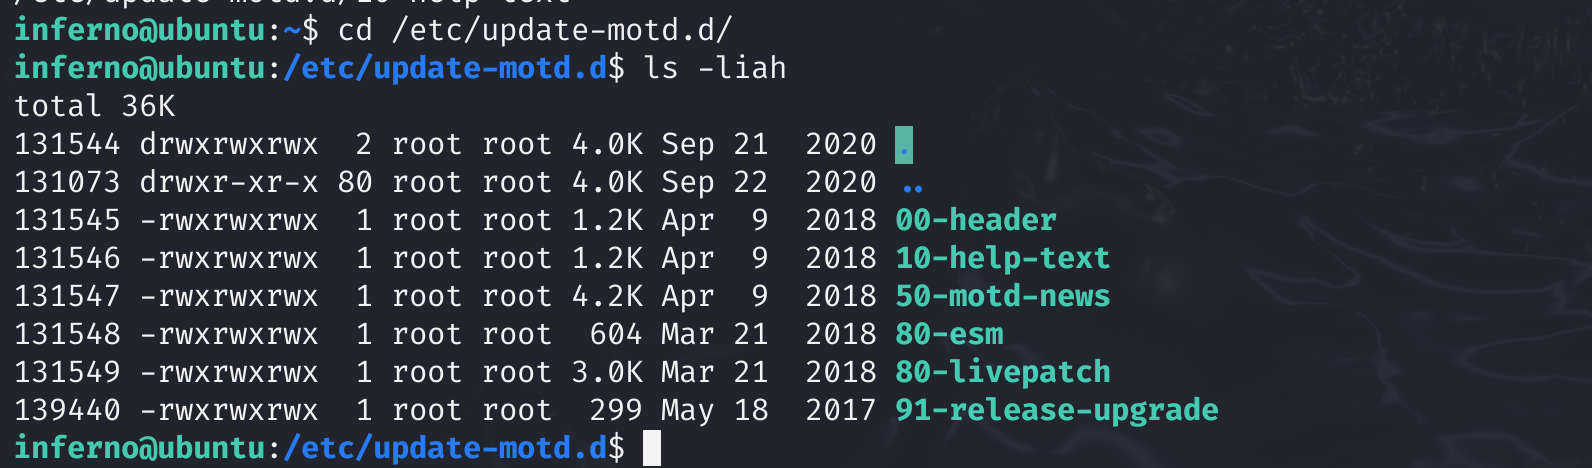 /etc/update-motd.d/10-help-text
inferno@ubuntu:~$ cd /etc/update-motd.d/
inferno@ubuntu:/etc/update-motd.d$ ls -liah
total 36K
131544 drwxrwxrwx  2 root root 4.0K Sep 21  2020 .
131073 drwxr-xr-x 80 root root 4.0K Sep 22  2020 ..
131545 -rwxrwxrwx  1 root root 1.2K Apr  9  2018 00-header
131546 -rwxrwxrwx  1 root root 1.2K Apr  9  2018 10-help-text
131547 -rwxrwxrwx  1 root root 4.2K Apr  9  2018 50-motd-news
131548 -rwxrwxrwx  1 root root  604 Mar 21  2018 80-esm
131549 -rwxrwxrwx  1 root root 3.0K Mar 21  2018 80-livepatch
139440 -rwxrwxrwx  1 root root  299 May 18  2017 91-release-upgrade
inferno@ubuntu:/etc/update-motd.d$